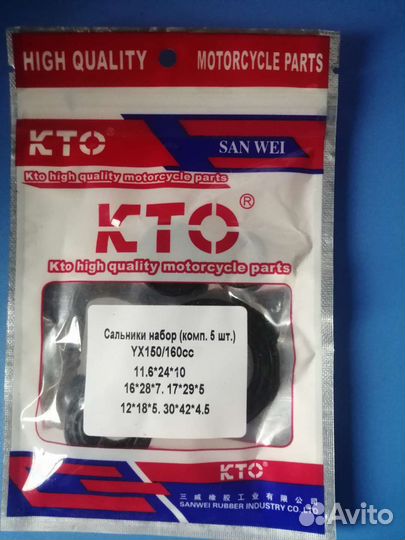 HIGH QUALITY MOTORCYCLE PARTS
KTO SAN WEI
Kto high quality motorcycle parts
KTO®
Kto high quality motorcycle parts
Сальники набор (комп. 5 шт.)
YX150/160cc
11.6*24*10
16*28*7. 17*29*5
12*18*5. 30*42*4.5
KTO®
三威橡胶工业有限公司
SANWEI RUBBER INDUSTRY CO.,LTD
Avito